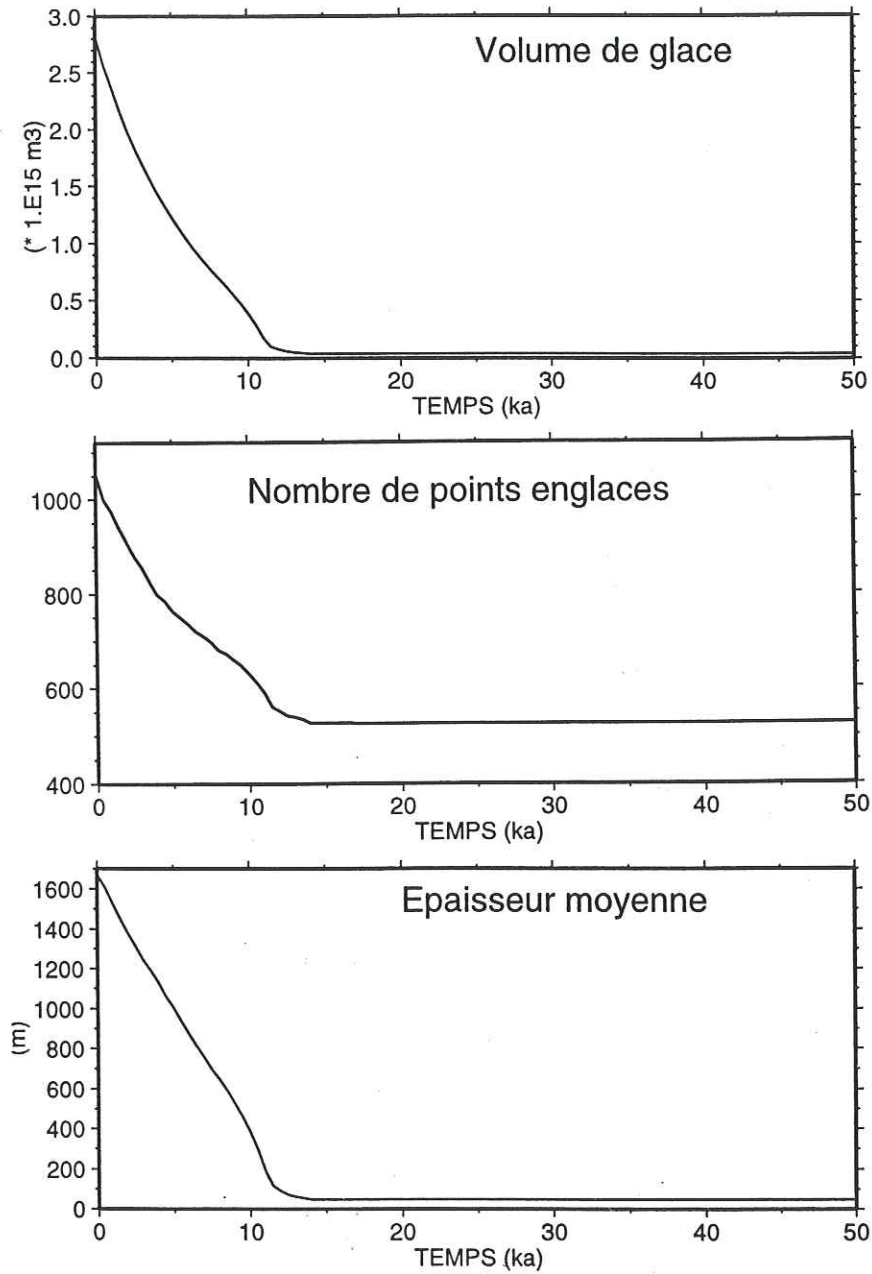 3.0
Volume de glace
2.5
2.0
(* 1.E15 m3)
1.5
1.0
0.5
0.0
0 10 20 30 40 50
TEMPS (ka)
1000
Nombre de points englaces
800
600
400
0 10 20 30 40 50
TEMPS (ka)
1600
Epaisseur moyenne
1400
1200
1000
(m)
800
600
400
200
0
0 10 20 30 40 50
TEMPS (ka)